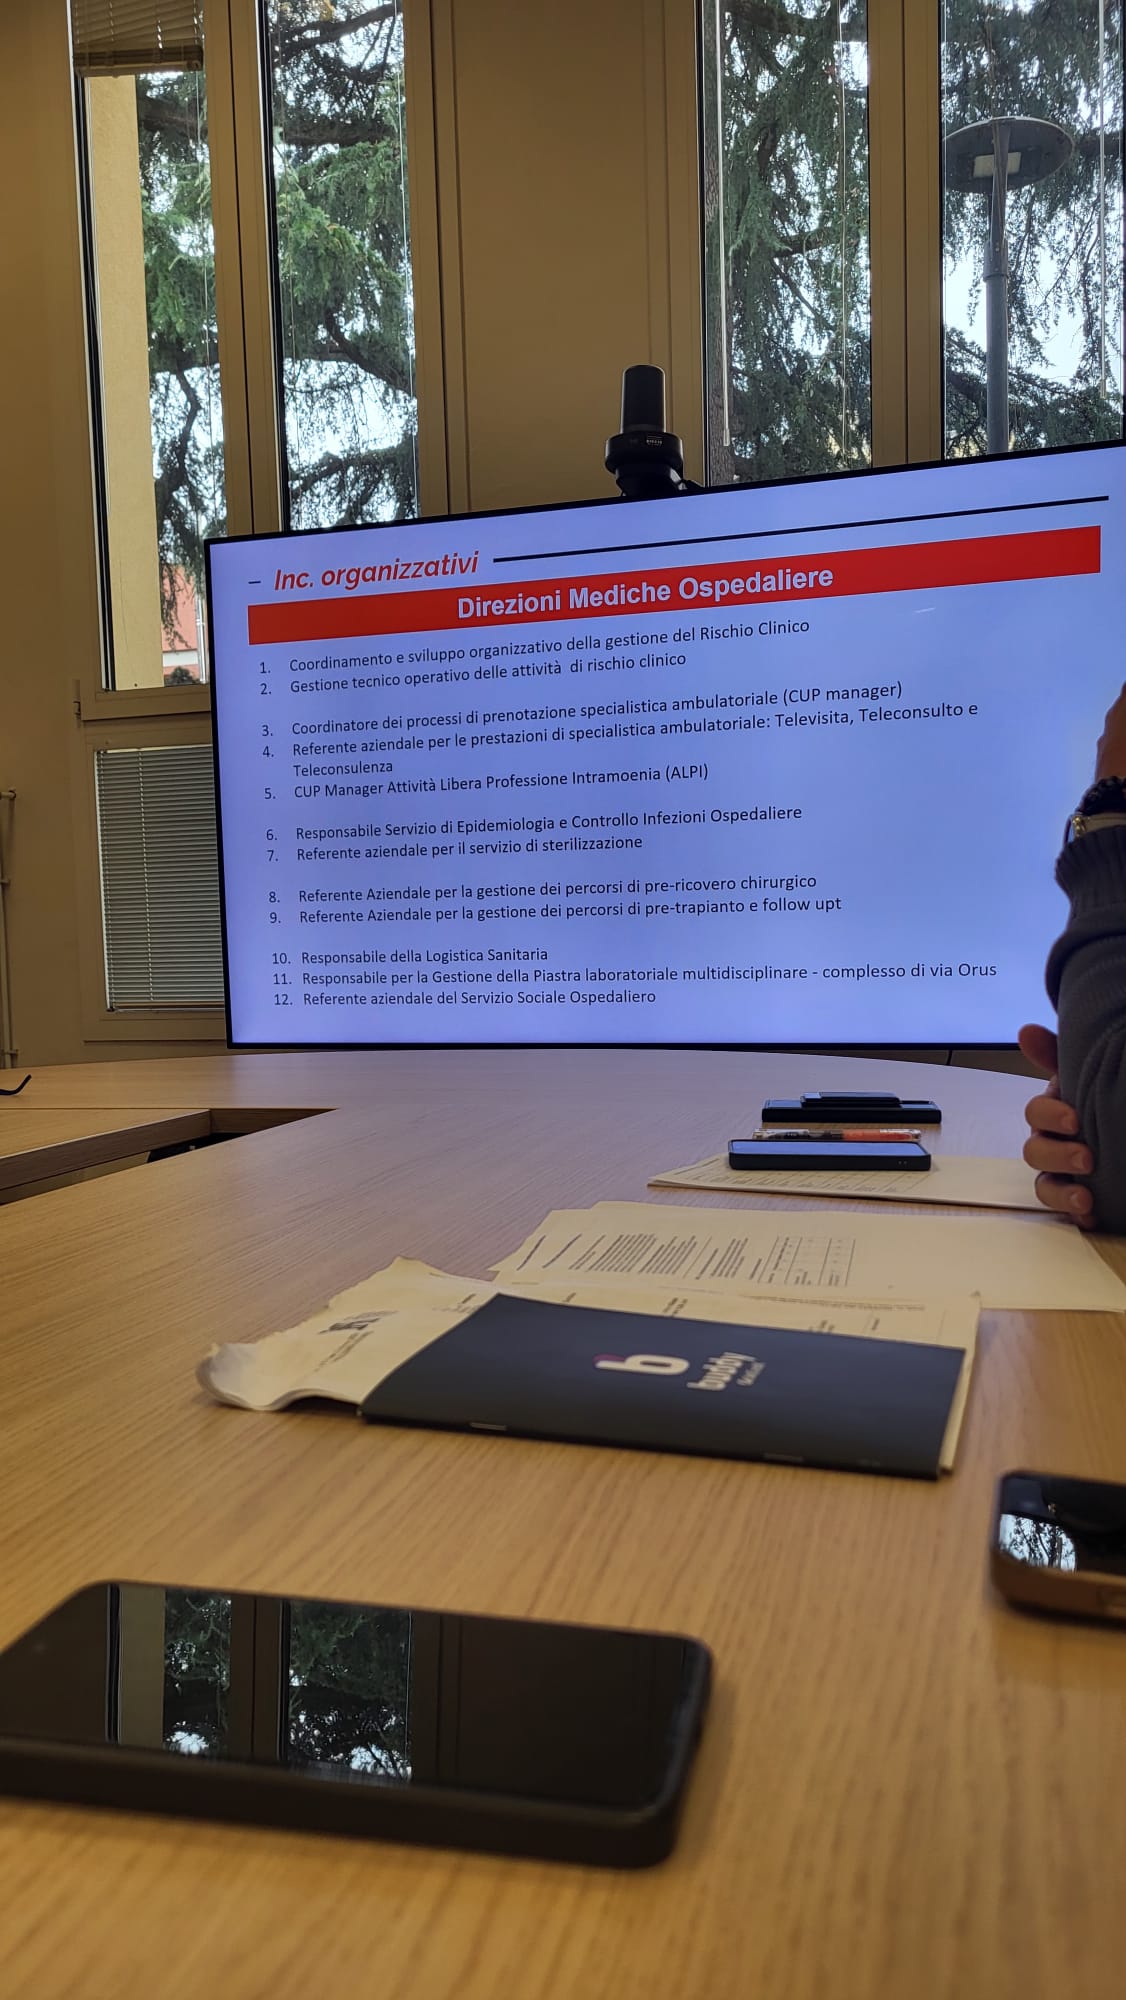 – Inc. organizzativi
Direzioni Mediche Ospedaliere
1. Coordinamento e sviluppo organizzativo della gestione del Rischio Clinico
2. Gestione tecnico operativo delle attività di rischio clinico
3. Coordinatore dei processi di prenotazione specialistica ambulatoriale (CUP manager)
4. Referente aziendale per le prestazioni di specialistica ambulatoriale: Televisita, Teleconsulto e
Teleconsulenza
5. CUP Manager Attività Libera Professione Intramoenia (ALPI)
6. Responsabile Servizio di Epidemiologia e Controllo Infezioni Ospedaliere
7. Referente aziendale per il servizio di sterilizzazione
8. Referente Aziendale per la gestione dei percorsi di pre-ricovero chirurgico
9. Referente Aziendale per la gestione dei percorsi di pre-trapianto e follow upt
10. Responsabile della Logistica Sanitaria
11. Responsabile per la Gestione della Piastra laboratoriale multidisciplinare - complesso di via Orus
12. Referente aziendale del Servizio Sociale Ospedaliero
b
buddy